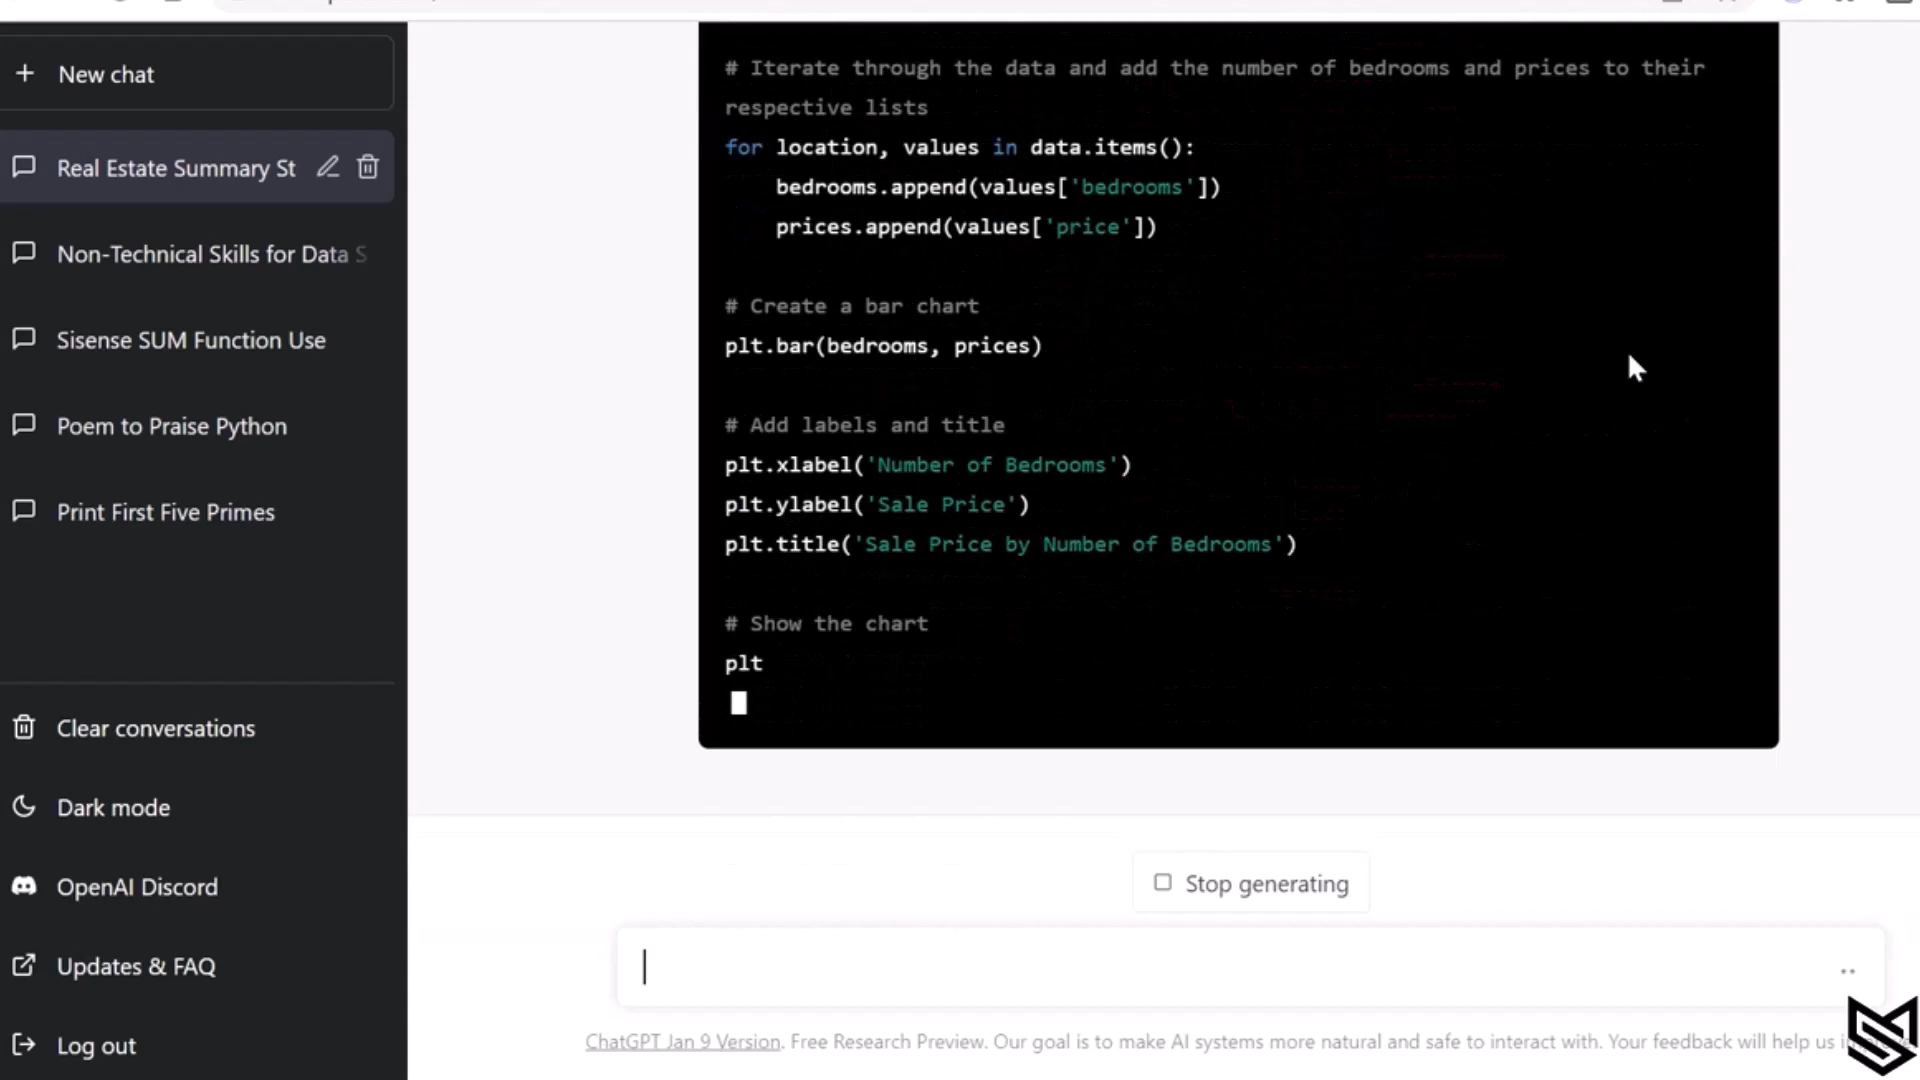 New chat
Real Estate Summary St
Non-Technical Skills for Data S
Sisense SUM Function Use
Poem to Praise Python
Print First Five Primes
Clear conversations
Dark mode
OpenAI Discord
Updates & FAQ
Log out
# Iterate through the data and add the number of bedrooms and prices to their
respective lists
for location, values in data.items():
    bedrooms.append(values['bedrooms'])
    prices.append(values['price'])
# Create a bar chart
plt.bar(bedrooms, prices)
# Add labels and title
plt.xlabel('Number of Bedrooms')
plt.ylabel('Sale Price')
plt.title('Sale Price by Number of Bedrooms')
# Show the chart
plt
Stop generating
ChatGPT Jan 9 Version. Free Research Preview. Our goal is to make AI systems more natural and safe to interact with. Your feedback will help us